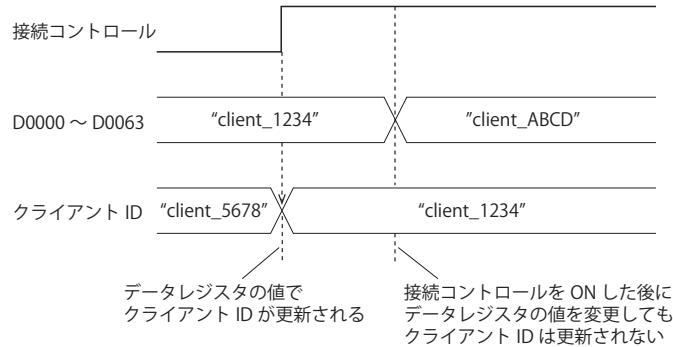 接続コントロール
D0000 ～ D0063
“client_1234”
”client_ABCD”
クライアント ID
“client_5678”
“client_1234”
データレジスタの値で
クライアント ID が更新される
接続コントロールを ON した後に
データレジスタの値を変更しても
クライアント ID は更新されない